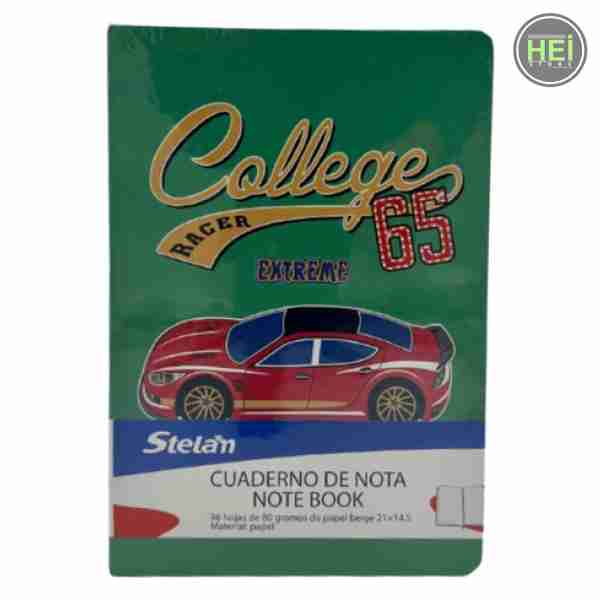 HEI
STORE
College
RACER
65
EXTREME
Stelan
CUADERNO DE NOTA
NOTE BOOK
96 hojas de 80 gramos de papel beige 21x14.5
Material: papel